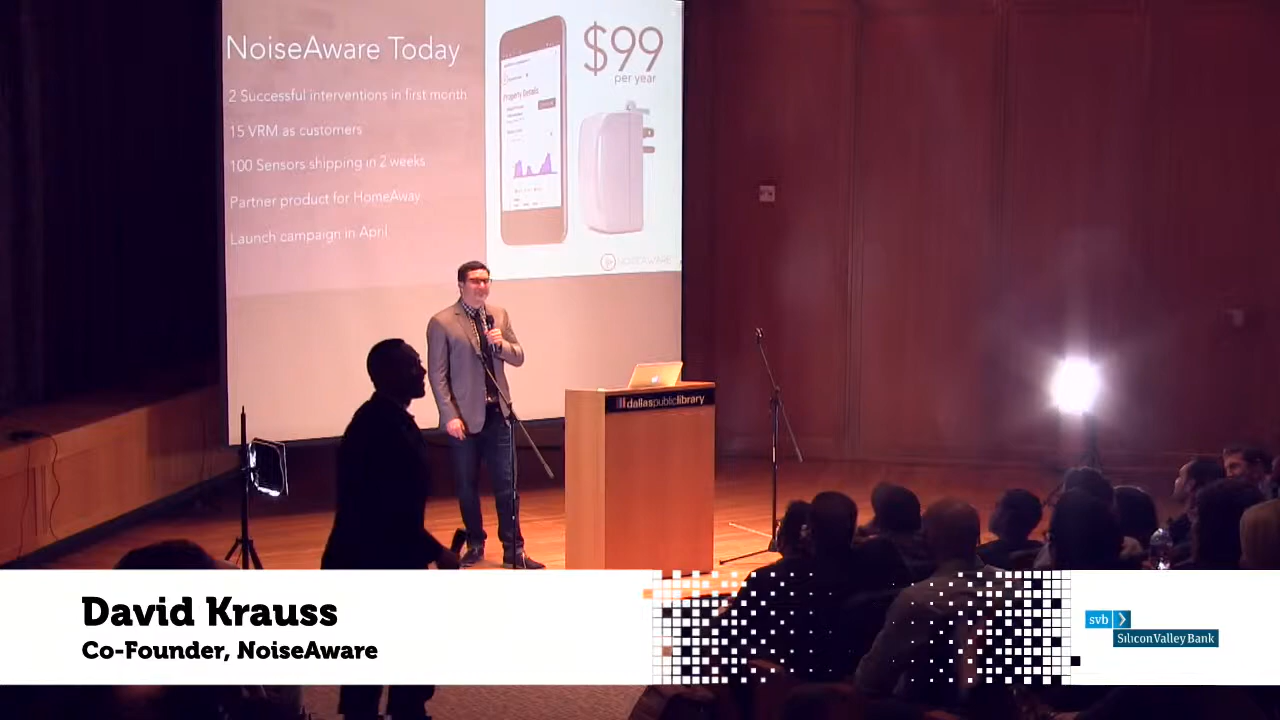 NoiseAware Today
2 Successful interventions in first month
15 VRM as customers
100 Sensors shipping in 2 weeks
Partner product for HomeAway
Launch campaign in April
$99
per year
Property Details
NOISEAWARE
dallaspubliclibrary
David Krauss
Co-Founder, NoiseAware
svb
Silicon Valley Bank